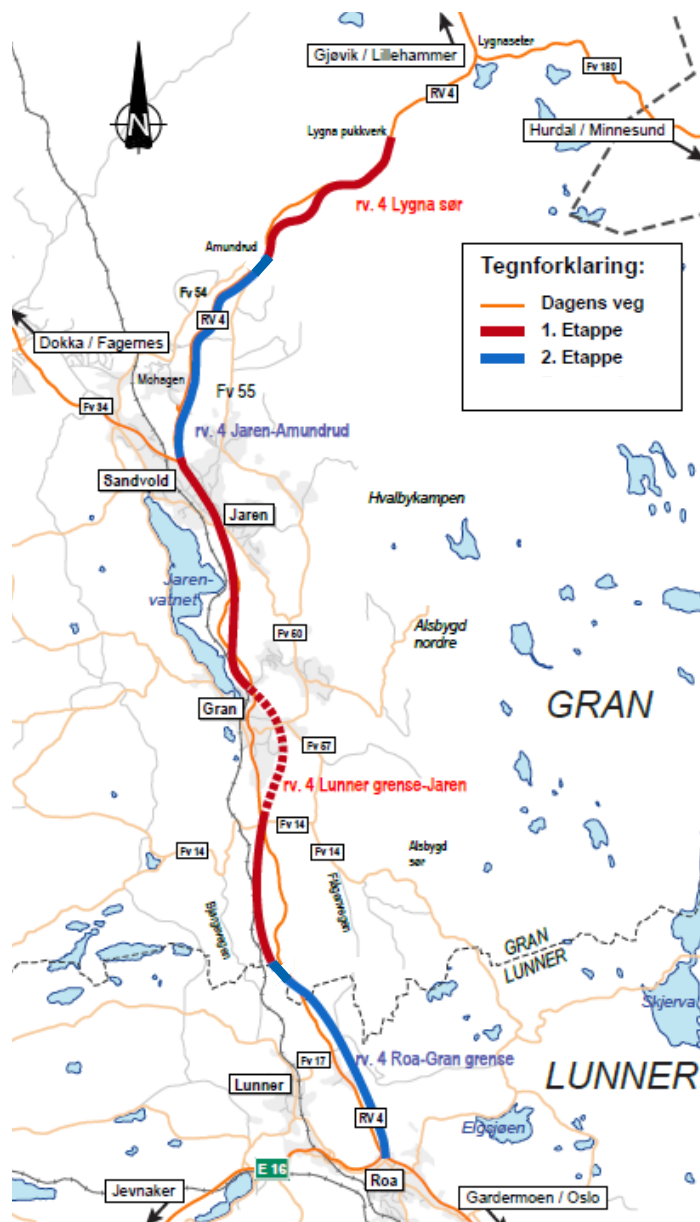 Gjøvik / Lillehammer
Lygnaseter
Fv 180
RV 4
Lygna pukkverk
Hurdal / Minnesund
N
rv. 4 Lygna sør
Amundrud
Tegnforklaring:
Dagens veg
1. Etappe
2. Etappe
Fv 54
RV 4
Dokka / Fagernes
Mohagen
Fv 55
Fv 34
rv. 4 Jaren-Amundrud
Sandvold
Hvalbykampen
Jaren
Jaren-
vatnet
Fv 60
Alsbygd
nordre
GRAN
Gran
Fv 57
rv. 4 Lunner grense-Jaren
Fv 14
Fv 14
Fv 14
Alsbygd
sør
Bjørgevegen
Flågenvegen
GRAN
LUNNER
Skjerva
rv. 4 Roa-Gran grense
Fv 17
Lunner
LUNNER
RV 4
Elgsjøen
E 16
Roa
Jevnaker
Gardermoen / Oslo